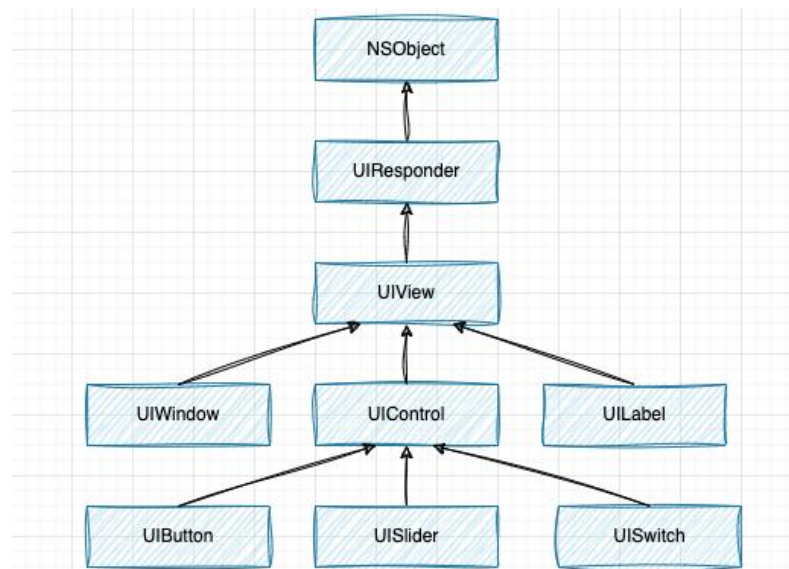 NSObject
UIResponder
UIView
UIWindow
UIControl
UILabel
UIButton
UISlider
UISwitch